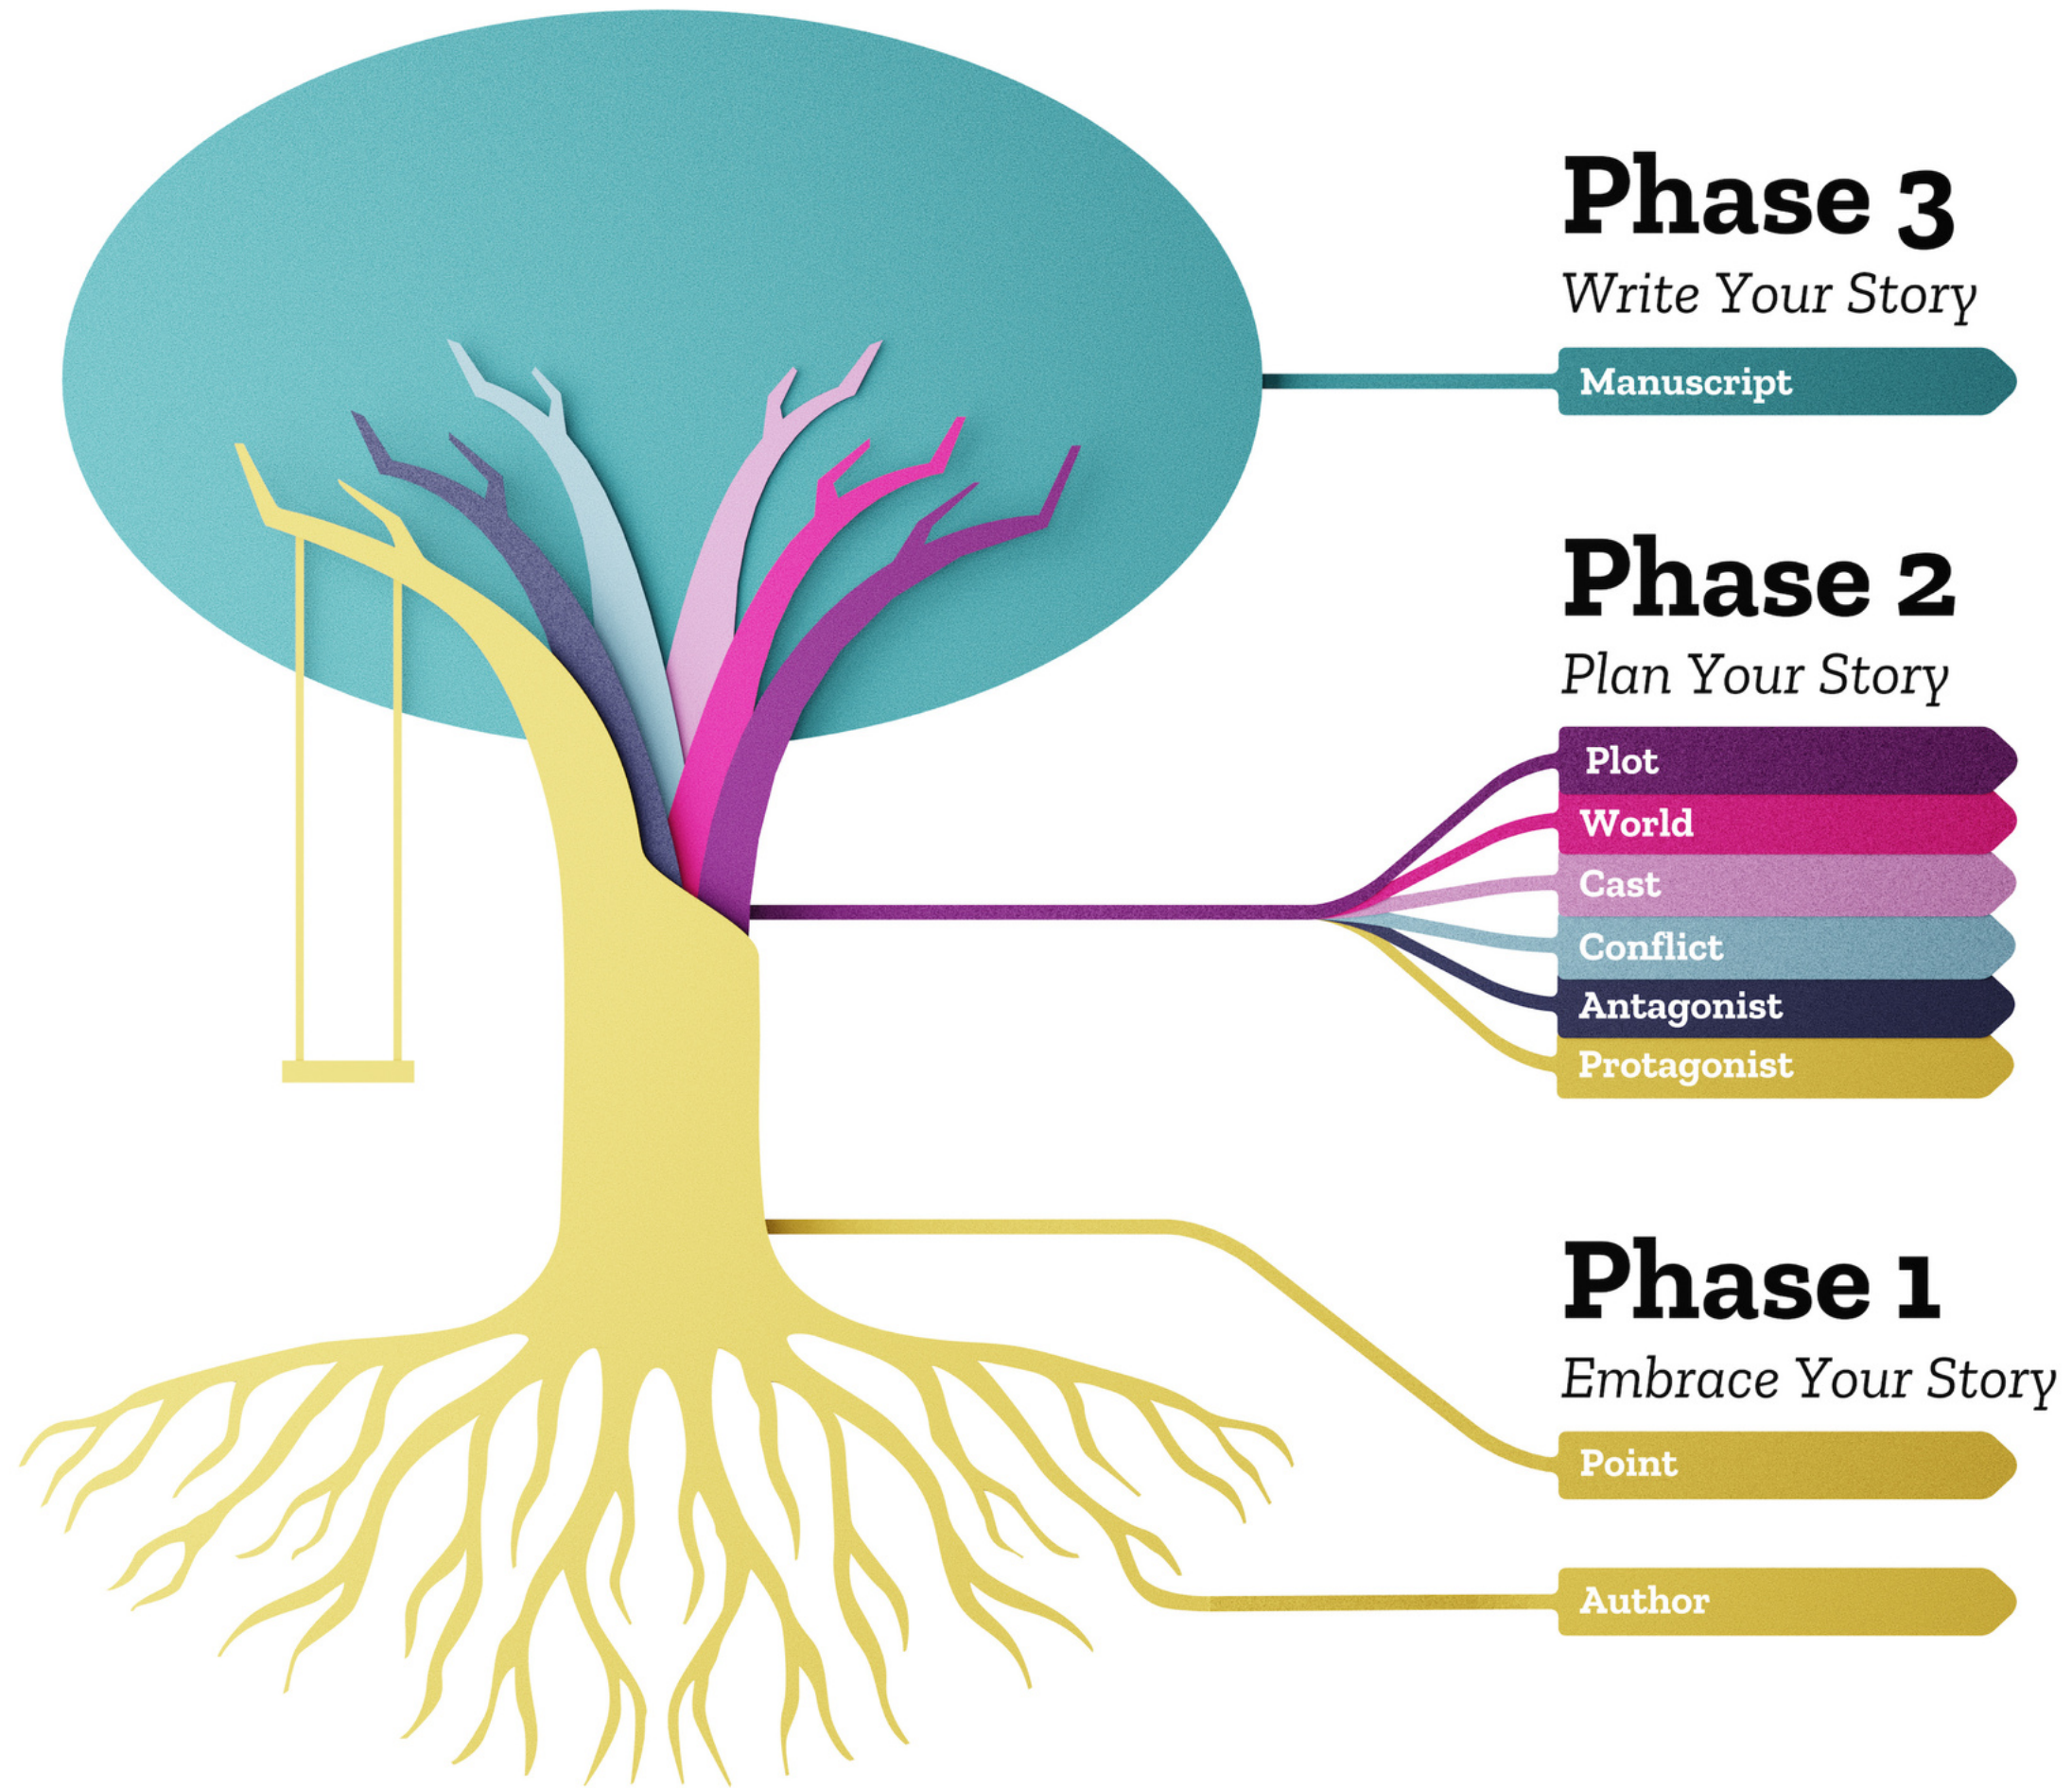 Phase 3
Write Your Story
Manuscript
Phase 2
Plan Your Story
Plot
World
Cast
Conflict
Antagonist
Protagonist
Phase 1
Embrace Your Story
Point
Author